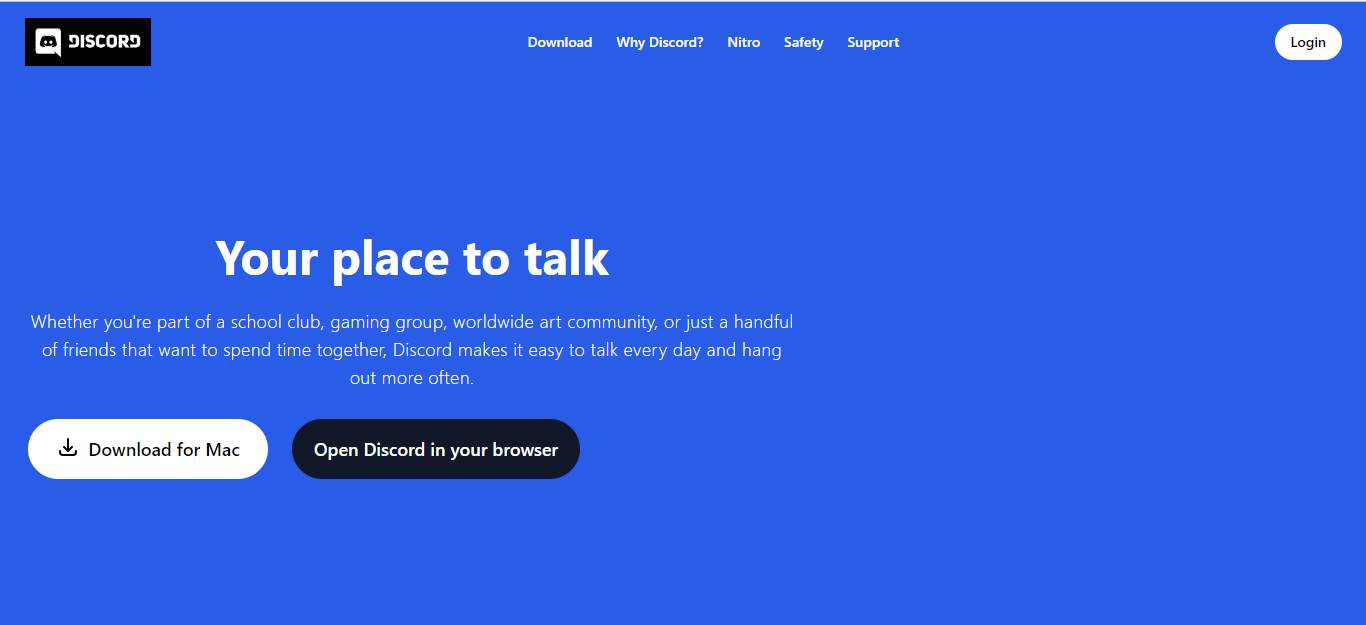 DISCORD
Download Why Discord? Nitro Safety Support
Login
Your place to talk
Whether you're part of a school club, gaming group, worldwide art community, or just a handful
of friends that want to spend time together, Discord makes it easy to talk every day and hang
out more often.
Download for Mac
Open Discord in your browser